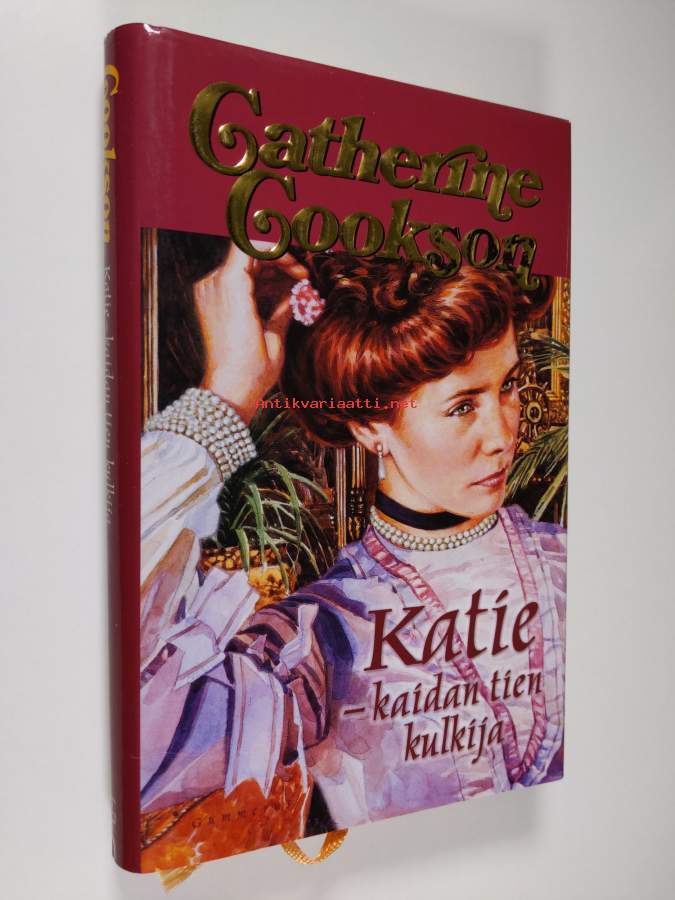 Catherine
Cookson
Katie
– kaidan tien
kulkija
Cookson Katie – kaidan tien kulkija
Antikvariaatti.net